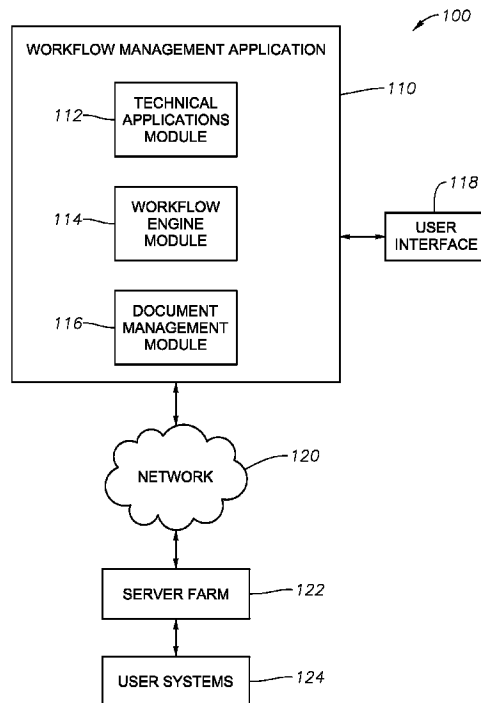 100
WORKFLOW MANAGEMENT APPLICATION
110
112
TECHNICAL
APPLICATIONS
MODULE
114
WORKFLOW
ENGINE
MODULE
118
USER
INTERFACE
116
DOCUMENT
MANAGEMENT
MODULE
NETWORK
120
SERVER FARM
122
USER SYSTEMS
124